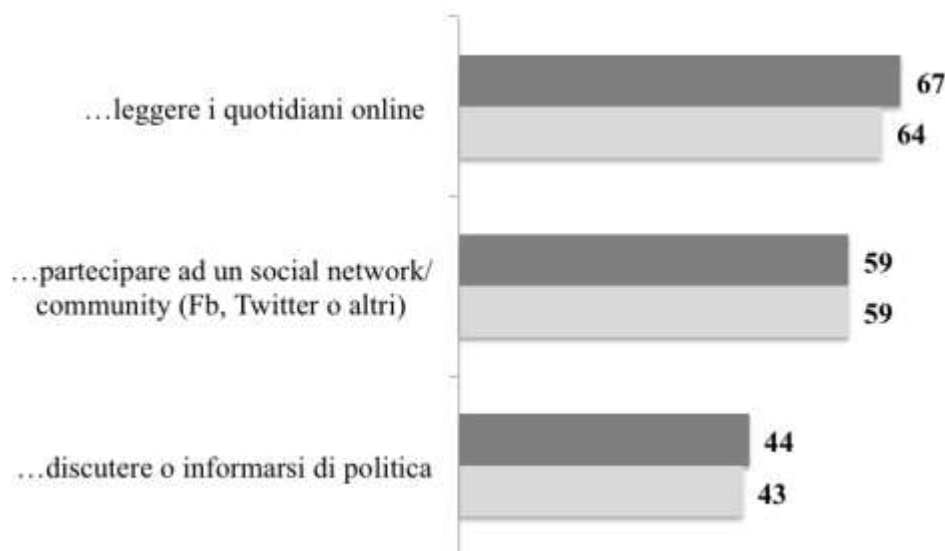 …leggere i quotidiani online
67
64
…partecipare ad un social network/
community (Fb, Twitter o altri)
59
59
…discutere o informarsi di politica
44
43